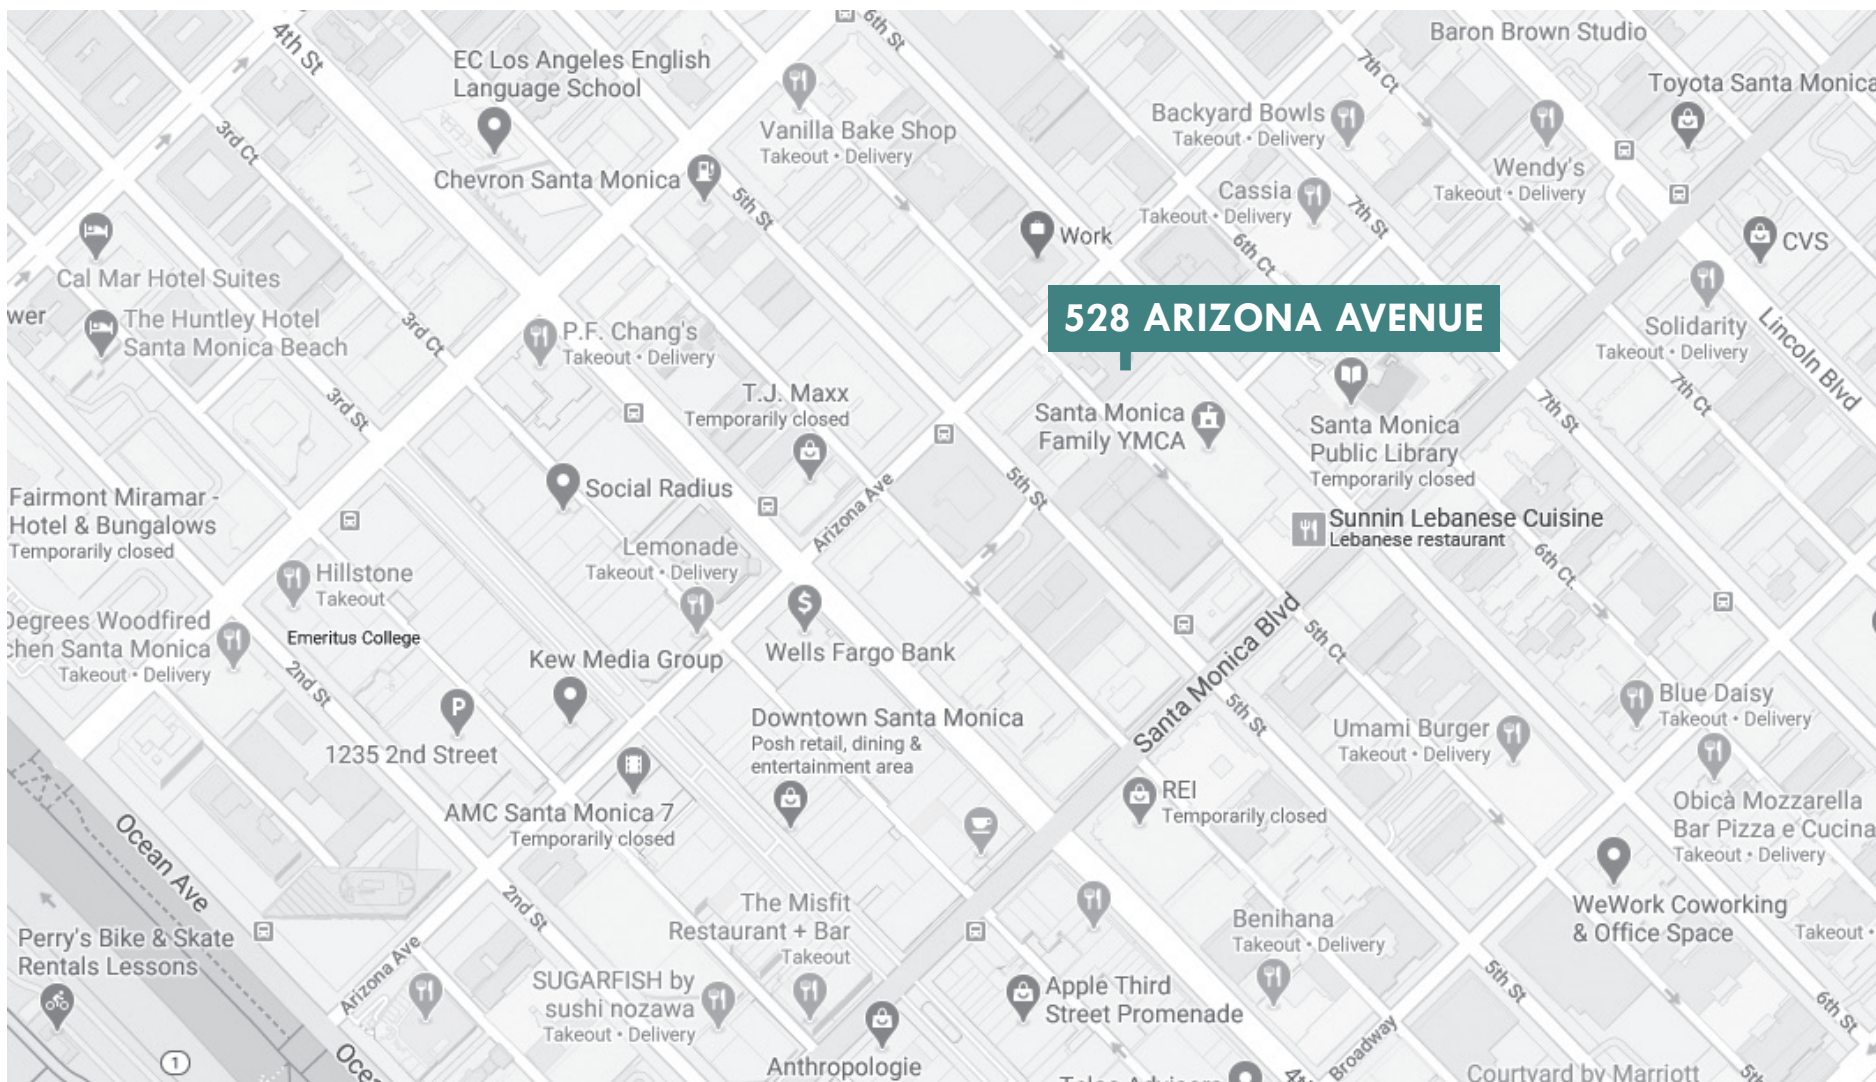 4th St
6th St
Baron Brown Studio
EC Los Angeles English
Language School
7th Ct
Toyota Santa Monica
3rd Ct
Vanilla Bake Shop
Takeout • Delivery
Backyard Bowls
Takeout • Delivery
Wendy's
Takeout • Delivery
Chevron Santa Monica
5th St
Cassia
Takeout • Delivery
7th St
6th Ct
Work
CVS
Cal Mar Hotel Suites
The Huntley Hotel
Santa Monica Beach
wer
3rd Ct
P.F. Chang's
Takeout • Delivery
528 ARIZONA AVENUE
Solidarity
Takeout • Delivery
Lincoln Blvd
3rd St
T.J. Maxx
Temporarily closed
Santa Monica
Family YMCA
Santa Monica
Public Library
Temporarily closed
7th St
7th Ct
Social Radius
Arizona Ave
5th St
Fairmont Miramar -
Hotel & Bungalows
Temporarily closed
Sunnin Lebanese Cuisine
Lebanese restaurant
6th Ct
Lemonade
Takeout • Delivery
Hillstone
Takeout
Degrees Woodfired
chen Santa Monica
Takeout • Delivery
Emeritus College
2nd St
Kew Media Group
$
Wells Fargo Bank
Santa Monica Blvd
5th Ct
5th St
Blue Daisy
Takeout • Delivery
P
1235 2nd Street
Downtown Santa Monica
Posh retail, dining &
entertainment area
Umami Burger
Takeout • Delivery
AMC Santa Monica 7
Temporarily closed
REI
Temporarily closed
Obicà Mozzarella
Bar Pizza e Cucina
Takeout • Delivery
Ocean Ave
2nd St
The Misfit
Restaurant + Bar
Takeout
Benihana
Takeout • Delivery
WeWork Coworking
& Office Space
Takeout •
Perry's Bike & Skate
Rentals Lessons
Arizona Ave
SUGARFISH by
sushi nozawa
Takeout • Delivery
Apple Third
Street Promenade
5th St
6th St
1
Ocea
Anthropologie
4th
Broadway
Courtyard by Marriott
5th